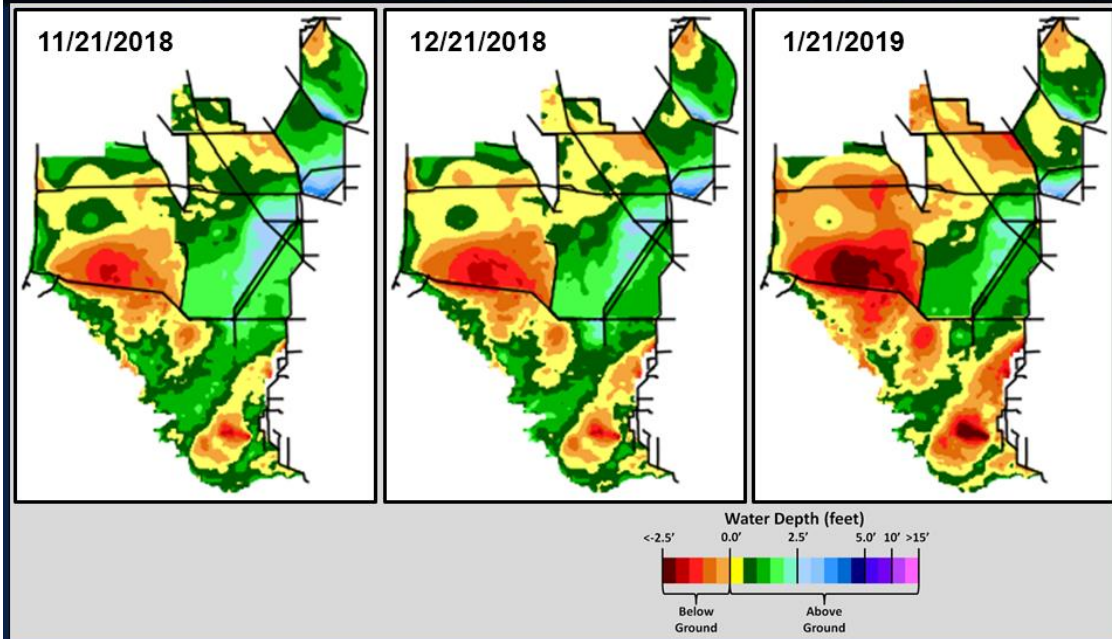 11/21/2018
12/21/2018
1/21/2019
Water Depth (feet)
<-2.5' 0.0' 2.5' 5.0' 10' >15'
Below Ground
Above Ground